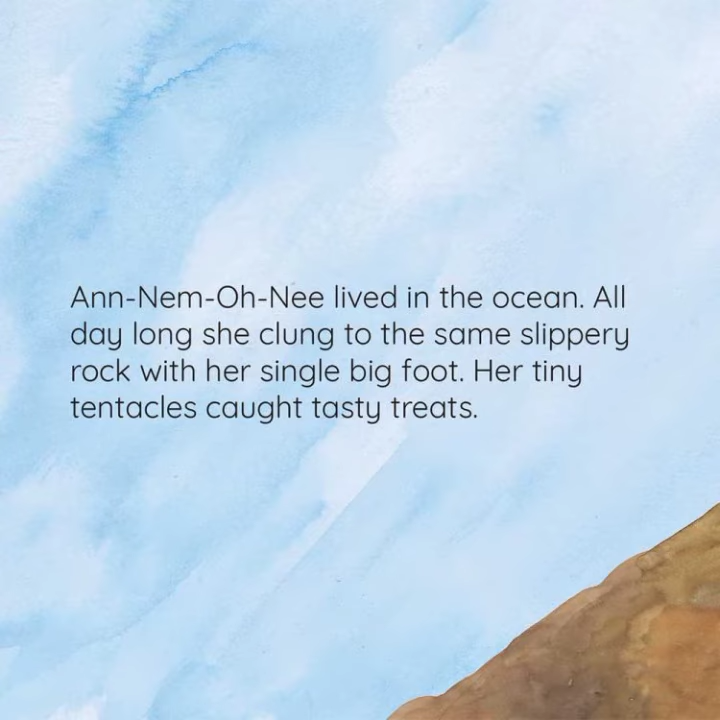 Ann-Nem-Oh-Nee lived in the ocean. All
day long she clung to the same slippery
rock with her single big foot. Her tiny
tentacles caught tasty treats.